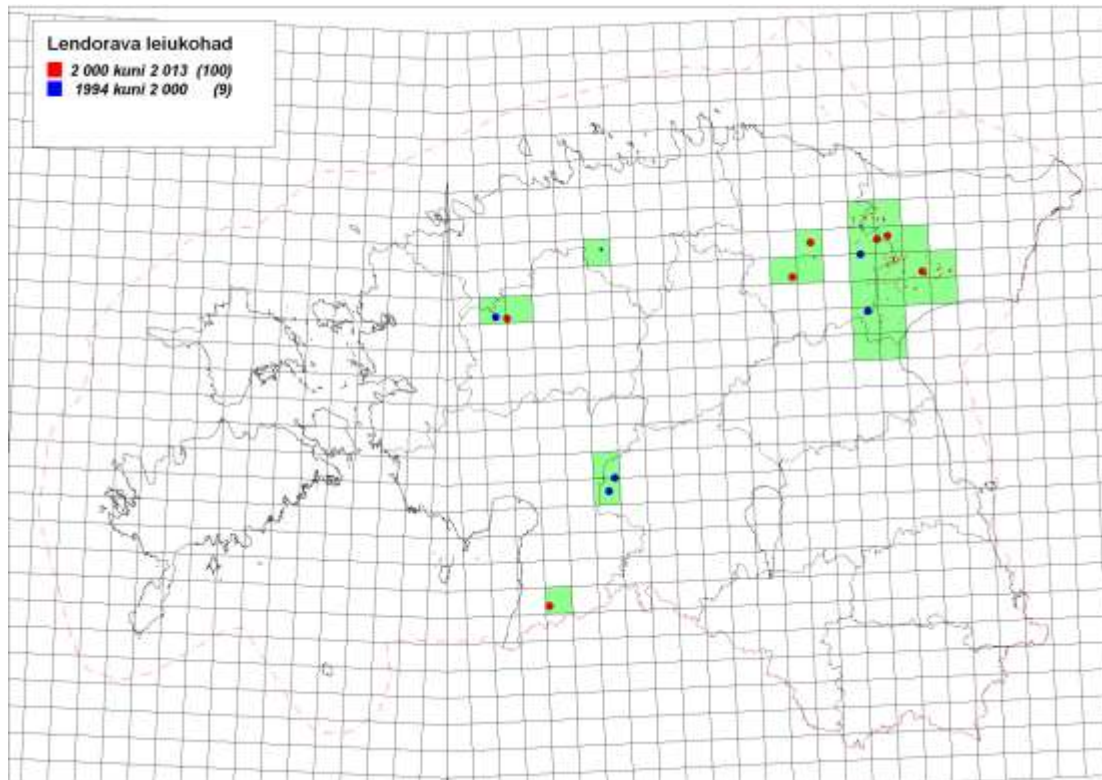 Lendorava leiukohad
2 000 kuni 2 013 (100)
1994 kuni 2 000 (9)